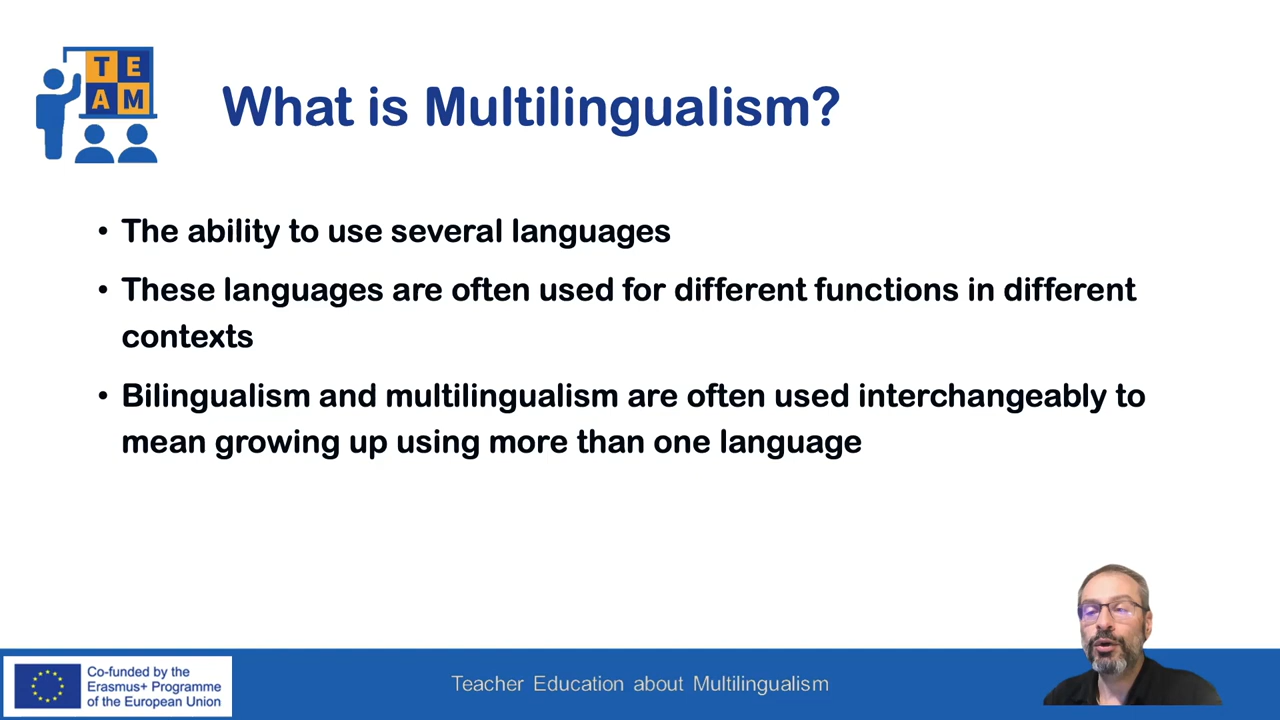 T E
A M
What is Multilingualism?
• The ability to use several languages
• These languages are often used for different functions in different
contexts
• Bilingualism and multilingualism are often used interchangeably to
mean growing up using more than one language
Co-funded by the
Erasmus+ Programme
of the European Union
Teacher Education about Multilingualism